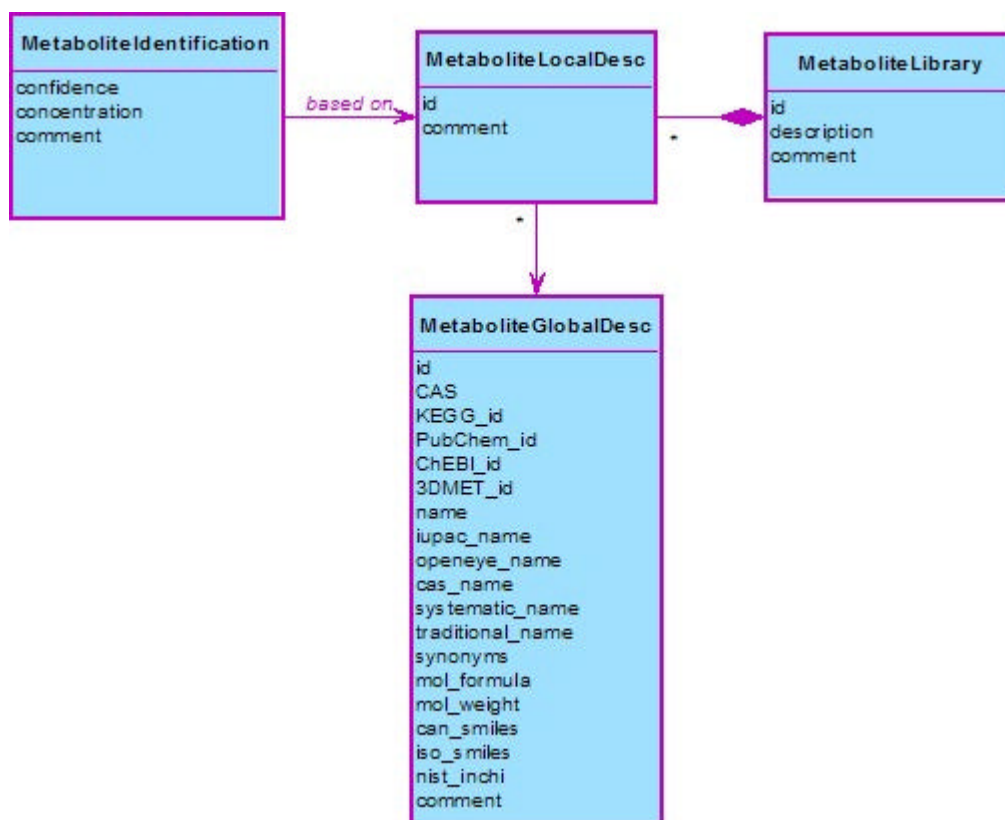 MetaboliteIdentification
confidence
concentration
comment
based on
MetaboliteLocalDesc
id
comment
*
MetaboliteLibrary
id
description
comment
*
MetaboliteGlobalDesc
id
CAS
KEGG_id
PubChem_id
ChEBI_id
3DMET_id
name
iupac_name
openeye_name
cas_name
systematic_name
traditional_name
synonyms
mol_formula
mol_weight
can_smiles
iso_smiles
nist_inchi
comment